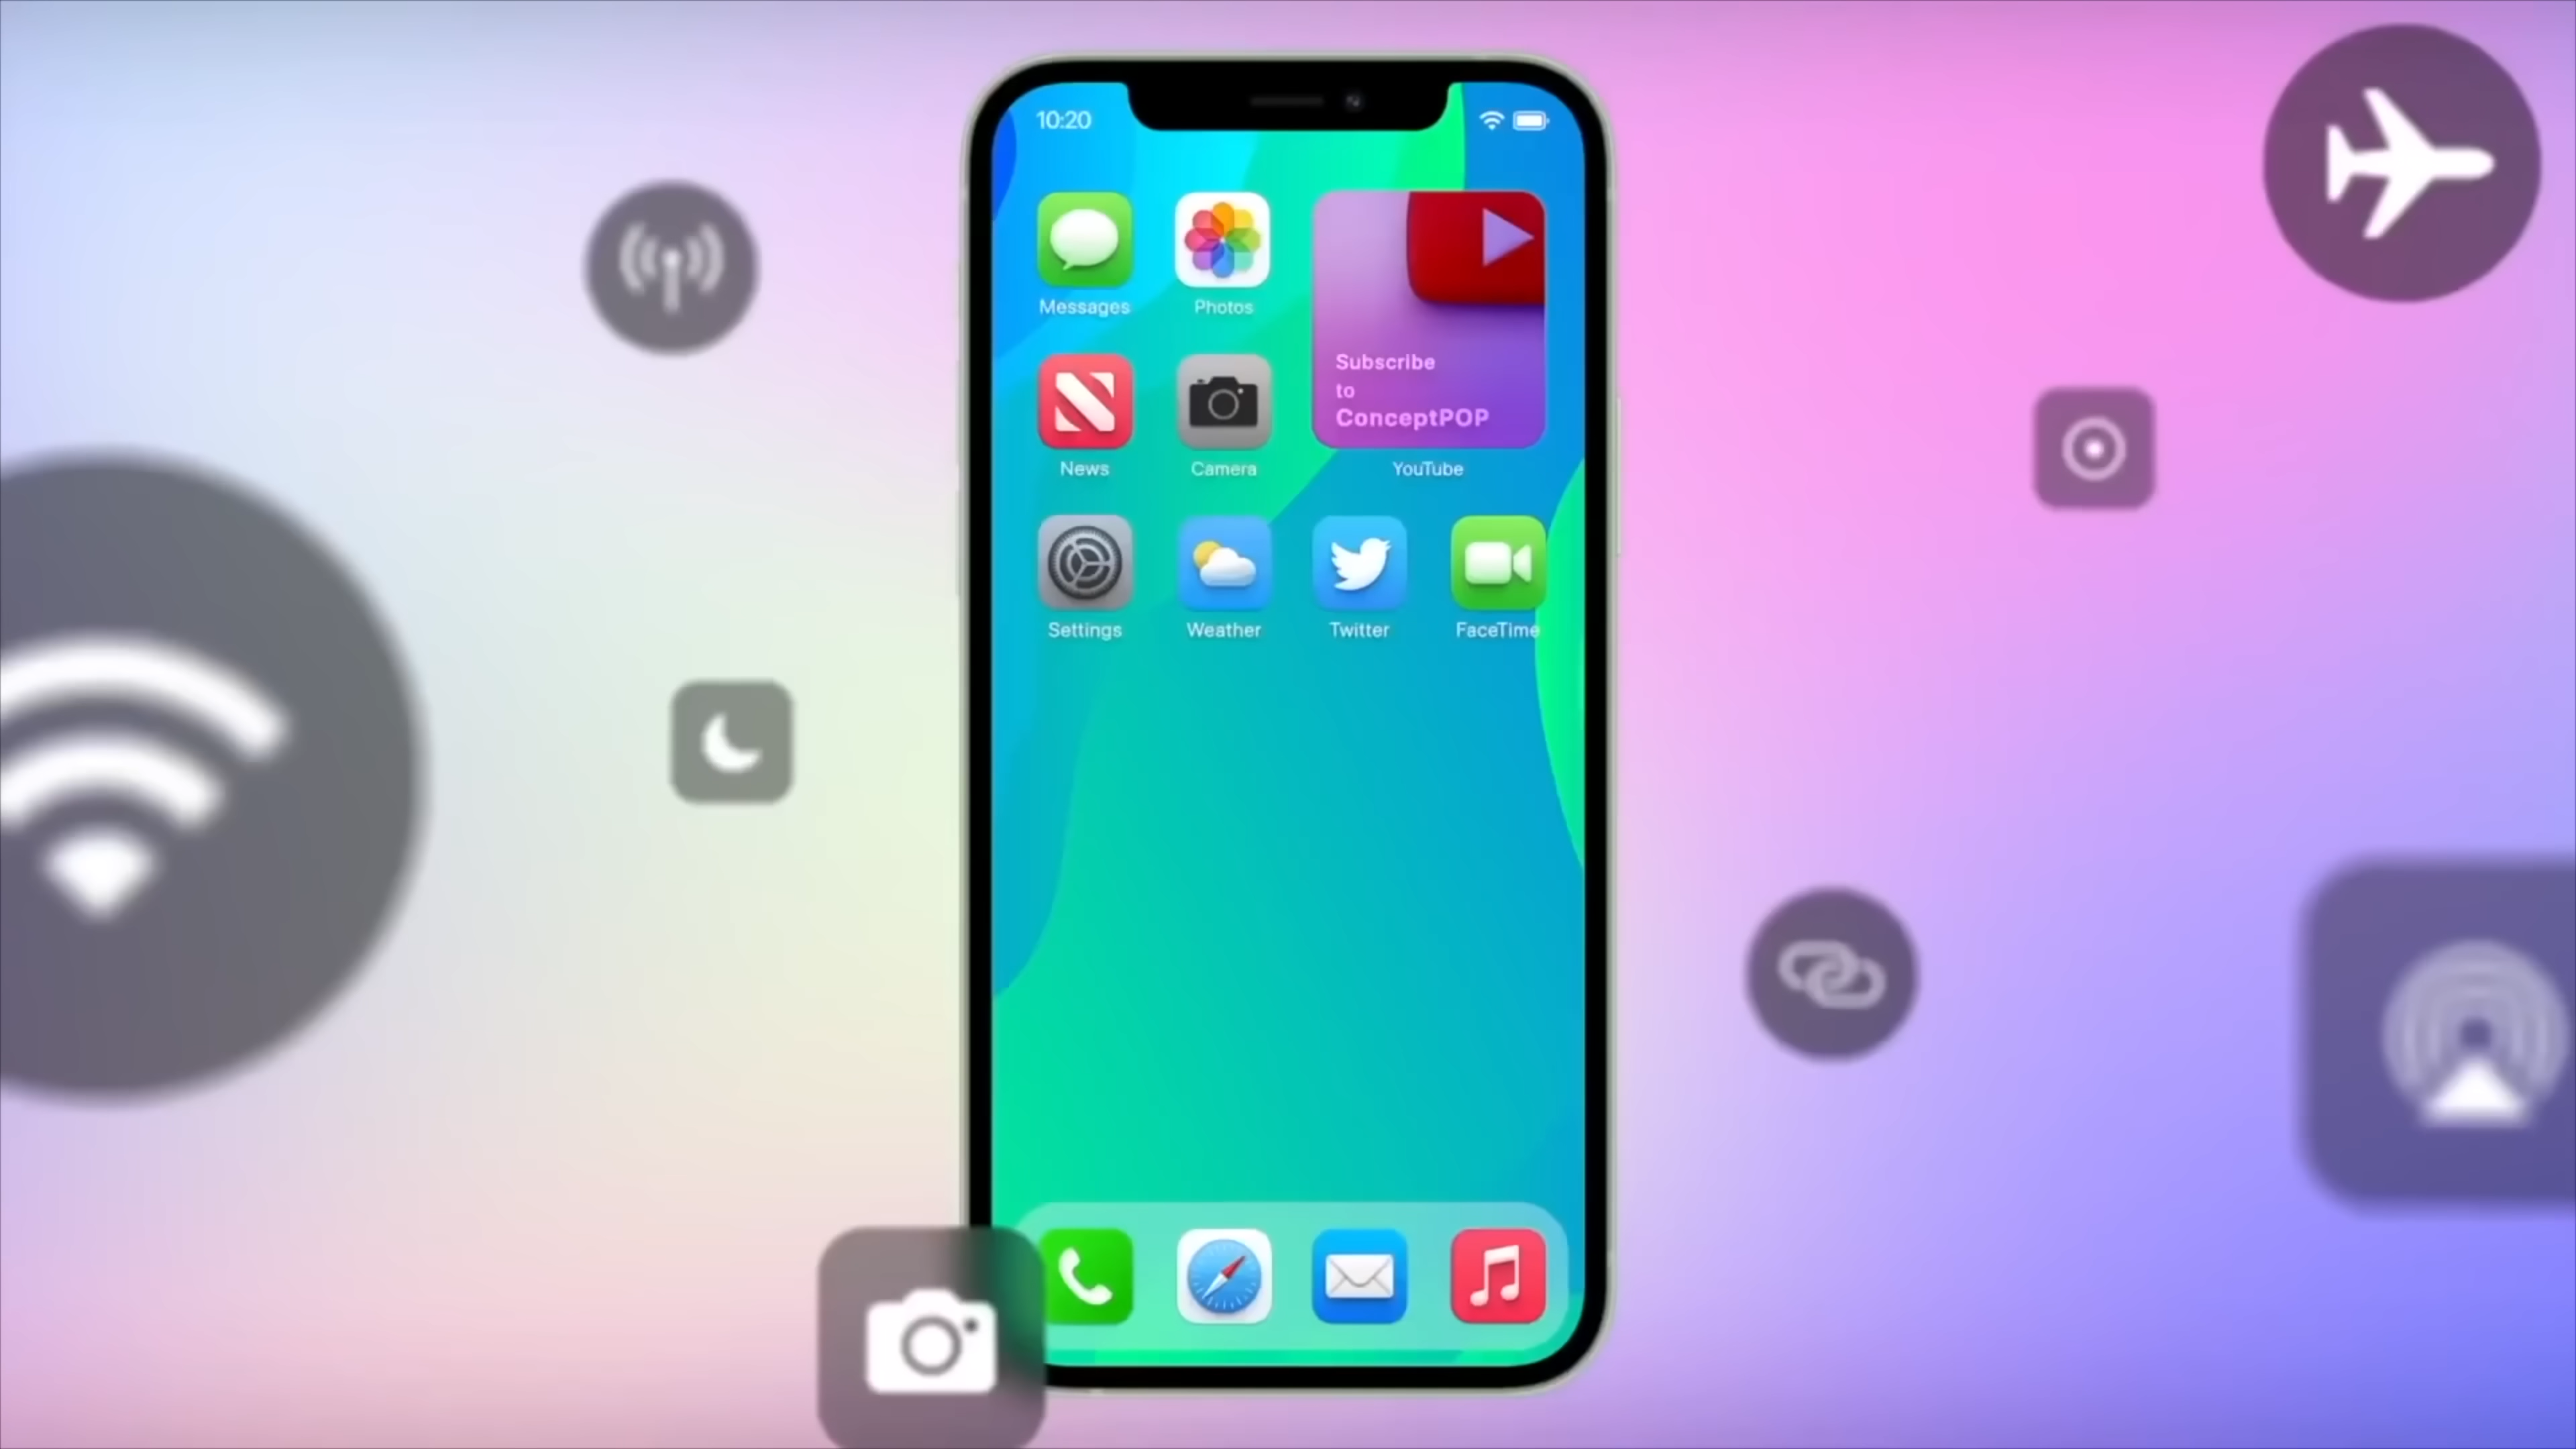 10:20
Messages
Photos
Subscribe
to
ConceptPOP
News
Camera
YouTube
Settings
Weather
Twitter
FaceTime